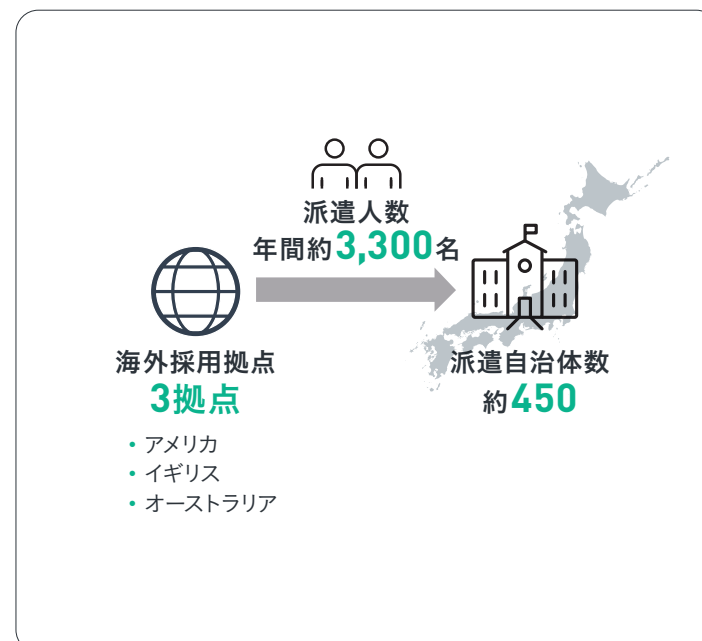 派遣人数
年間約3,300名
海外採用拠点
3拠点
• アメリカ
• イギリス
• オーストラリア
派遣自治体数
約450